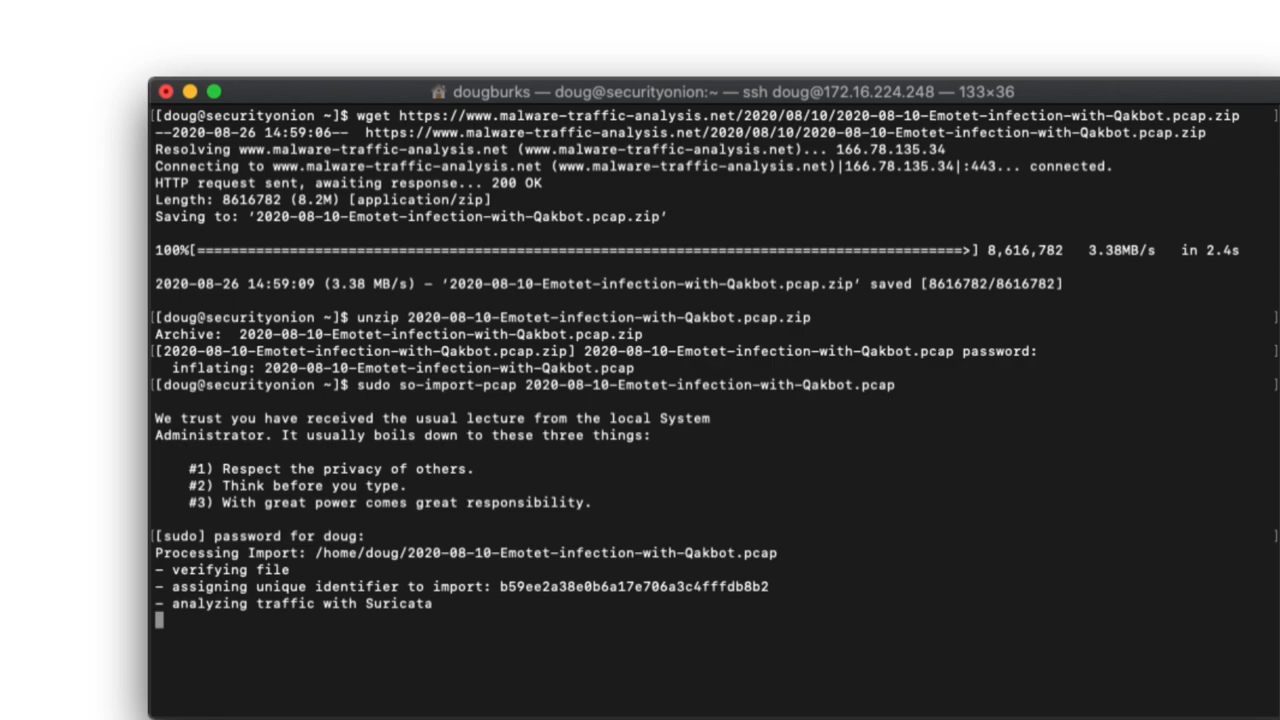 dougburks — doug@securityonion:~ — ssh doug@172.16.224.248 — 133×36
[[doug@securityonion ~]$ wget https://www.malware-traffic-analysis.net/2020/08/10/2020-08-10-Emotet-infection-with-Qakbot.pcap.zip ]
--2020-08-26 14:59:06-- https://www.malware-traffic-analysis.net/2020/08/10/2020-08-10-Emotet-infection-with-Qakbot.pcap.zip
Resolving www.malware-traffic-analysis.net (www.malware-traffic-analysis.net)... 166.78.135.34
Connecting to www.malware-traffic-analysis.net (www.malware-traffic-analysis.net)|166.78.135.34|:443... connected.
HTTP request sent, awaiting response... 200 OK
Length: 8616782 (8.2M) [application/zip]
Saving to: ‘2020-08-10-Emotet-infection-with-Qakbot.pcap.zip’
100%[===========================================================================================>] 8,616,782 3.38MB/s in 2.4s
2020-08-26 14:59:09 (3.38 MB/s) - ‘2020-08-10-Emotet-infection-with-Qakbot.pcap.zip’ saved [8616782/8616782]
[[doug@securityonion ~]$ unzip 2020-08-10-Emotet-infection-with-Qakbot.pcap.zip ]
Archive: 2020-08-10-Emotet-infection-with-Qakbot.pcap.zip
[[2020-08-10-Emotet-infection-with-Qakbot.pcap.zip] 2020-08-10-Emotet-infection-with-Qakbot.pcap password: ]
inflating: 2020-08-10-Emotet-infection-with-Qakbot.pcap
[[doug@securityonion ~]$ sudo so-import-pcap 2020-08-10-Emotet-infection-with-Qakbot.pcap ]
We trust you have received the usual lecture from the local System
Administrator. It usually boils down to these three things:
#1) Respect the privacy of others.
#2) Think before you type.
#3) With great power comes great responsibility.
[[sudo] password for doug: ]
Processing Import: /home/doug/2020-08-10-Emotet-infection-with-Qakbot.pcap
- verifying file
- assigning unique identifier to import: b59ee2a38e0b6a17e706a3c4fffdb8b2
- analyzing traffic with Suricata